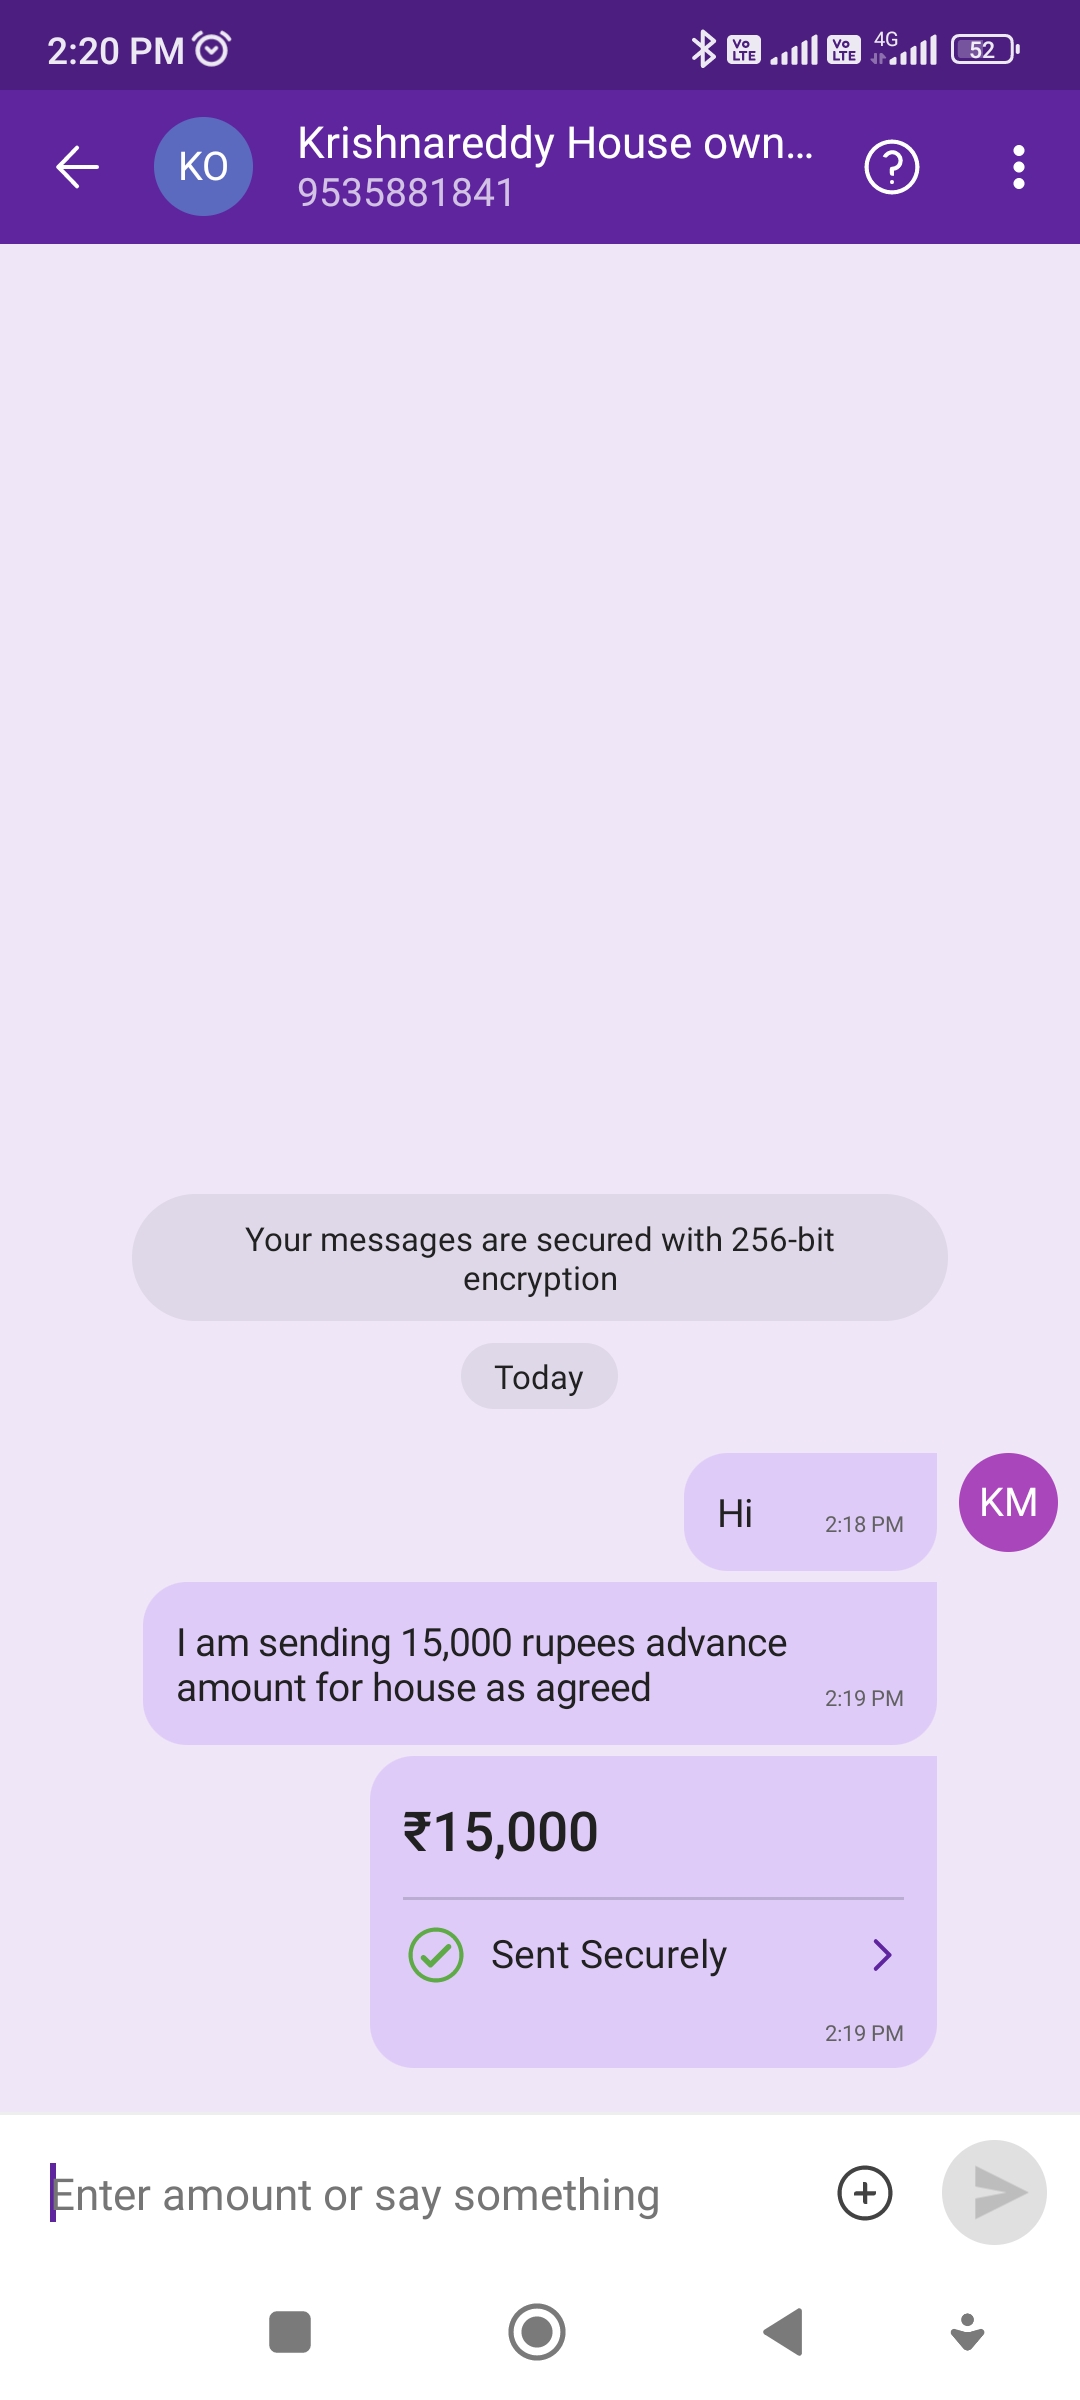 2:20 PM
Vo LTE
Vo LTE
4G
52
KO
Krishnareddy House own...
9535881841
Your messages are secured with 256-bit
encryption
Today
Hi
2:18 PM
KM
I am sending 15,000 rupees advance
amount for house as agreed
2:19 PM
₹15,000
Sent Securely
2:19 PM
Enter amount or say something